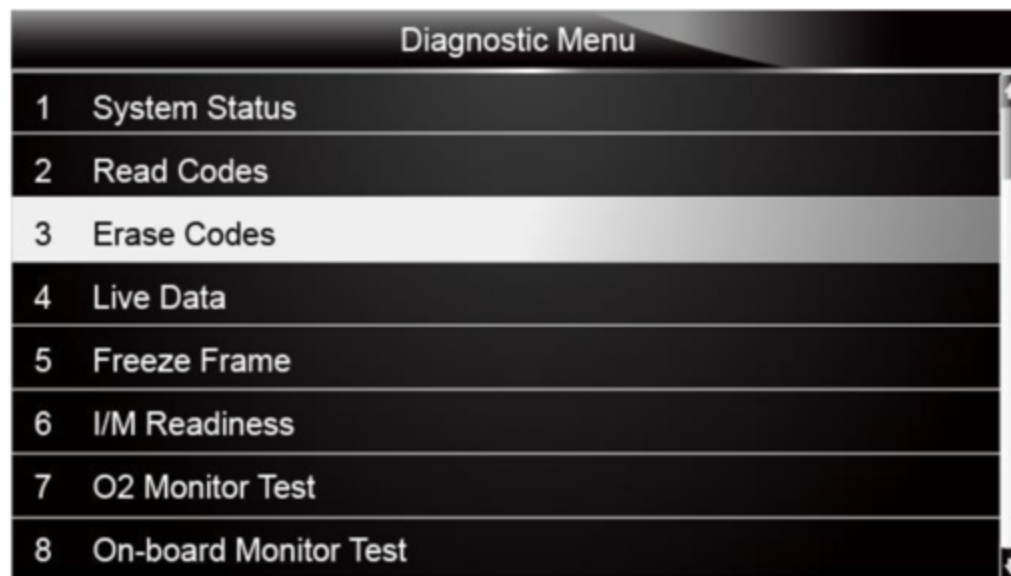 Diagnostic Menu
1 System Status
2 Read Codes
3 Erase Codes
4 Live Data
5 Freeze Frame
6 I/M Readiness
7 O2 Monitor Test
8 On-board Monitor Test